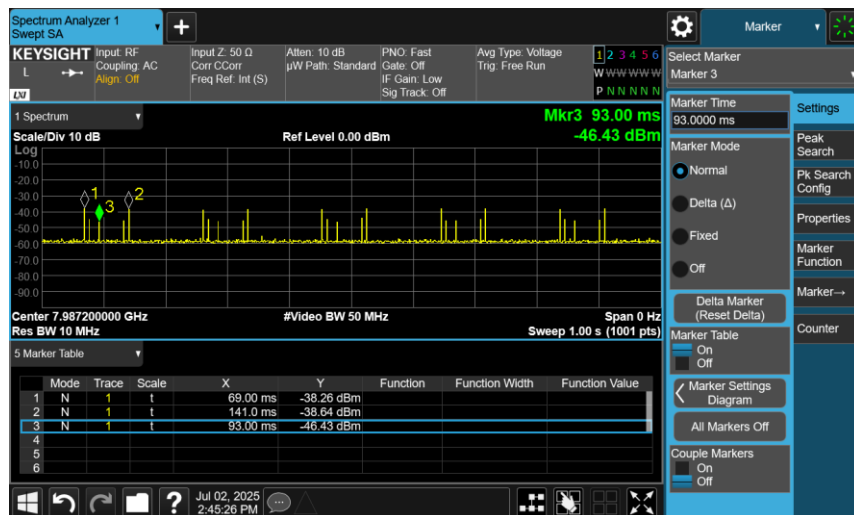 Spectrum Analyzer 1
Swept SA
+
Marker
KEYSIGHT
L
LXI
Input: RF
Coupling: AC
Align: Off
Input Z: 50 Ω
Corr CCorr
Freq Ref: Int (S)
Atten: 10 dB
µW Path: Standard
PNO: Fast
Gate: Off
IF Gain: Low
Sig Track: Off
Avg Type: Voltage
Trig: Free Run
1 2 3 4 5 6
W W W W W W
P N N N N N
Select Marker
Marker 3
1 Spectrum
Scale/Div 10 dB
Ref Level 0.00 dBm
Mkr3 93.00 ms
-46.43 dBm
Log
-10.0
-20.0
-30.0
-40.0
-50.0
-60.0
-70.0
-80.0
-90.0
1
3
2
Center 7.987200000 GHz
#Video BW 50 MHz
Span 0 Hz
Res BW 10 MHz
Sweep 1.00 s (1001 pts)
5 Marker Table
Mode Trace Scale X Y Function Function Width Function Value
1 N 1 t 69.00 ms -38.26 dBm
2 N 1 t 141.0 ms -38.64 dBm
3 N 1 t 93.00 ms -46.43 dBm
4
5
6
Marker Time
93.0000 ms
Marker Mode
Normal
Delta (Δ)
Fixed
Off
Delta Marker
(Reset Delta)
Marker Table
On
Off
Marker Settings
Diagram
All Markers Off
Couple Markers
On
Off
Settings
Peak
Search
Pk Search
Config
Properties
Marker
Function
Marker→
Counter
?
Jul 02, 2025
2:45:26 PM